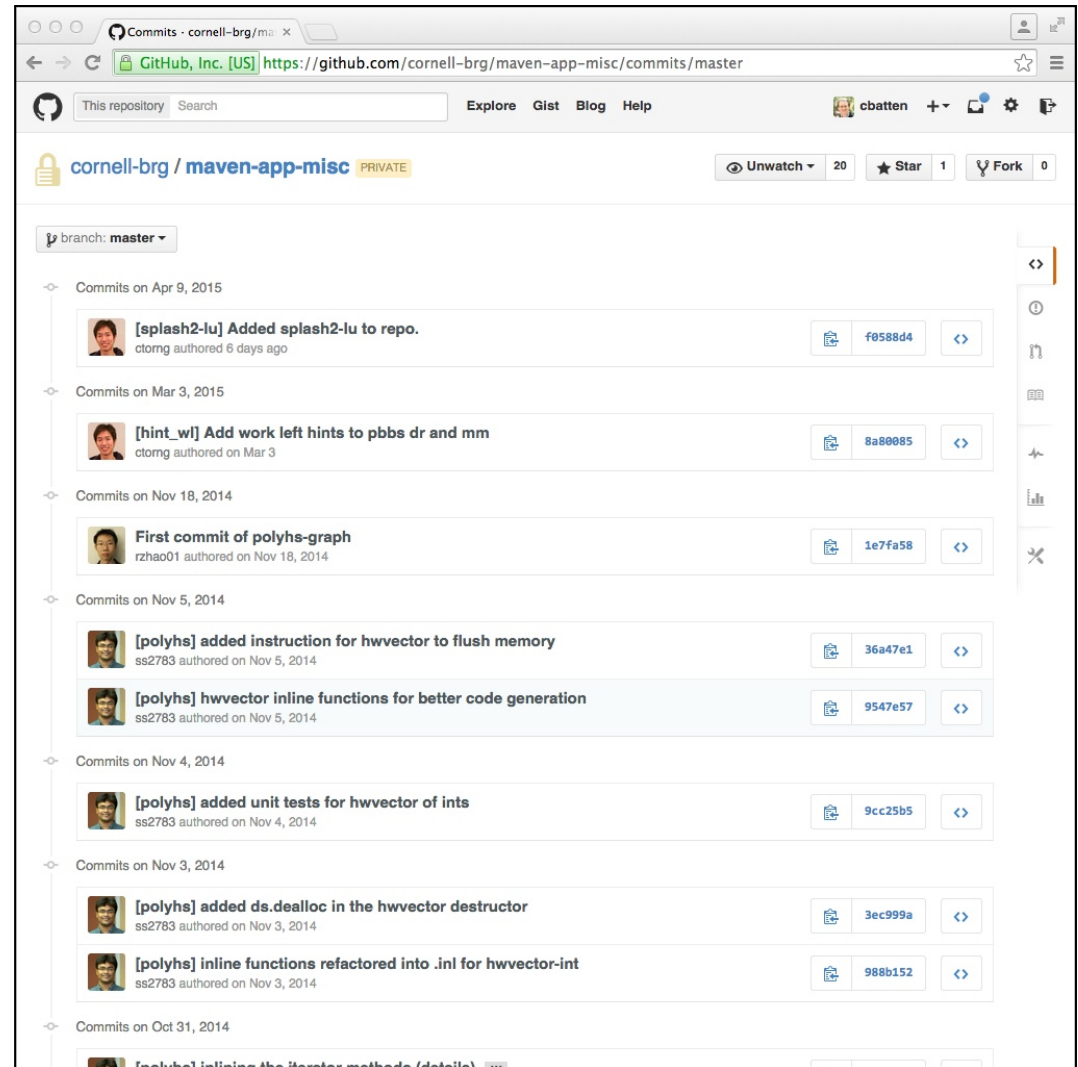 Commits - cornell-brg/ma
GitHub, Inc. [US] https://github.com/cornell-brg/maven-app-misc/commits/master
This repository Search Explore Gist Blog Help cbatten
cornell-brg / maven-app-misc PRIVATE Unwatch 20 Star 1 Fork 0
branch: master
Commits on Apr 9, 2015
[splash2-lu] Added splash2-lu to repo.
ctorng authored 6 days ago
f0588d4
Commits on Mar 3, 2015
[hint_wl] Add work left hints to pbbs dr and mm
ctorng authored on Mar 3
8a80085
Commits on Nov 18, 2014
First commit of polyhs-graph
rzhao01 authored on Nov 18, 2014
1e7fa58
Commits on Nov 5, 2014
[polyhs] added instruction for hwvector to flush memory
ss2783 authored on Nov 5, 2014
36a47e1
[polyhs] hwvector inline functions for better code generation
ss2783 authored on Nov 5, 2014
9547e57
Commits on Nov 4, 2014
[polyhs] added unit tests for hwvector of ints
ss2783 authored on Nov 4, 2014
9cc25b5
Commits on Nov 3, 2014
[polyhs] added ds.dealloc in the hwvector destructor
ss2783 authored on Nov 3, 2014
3ec999a
[polyhs] inline functions refactored into .inl for hwvector-int
ss2783 authored on Nov 3, 2014
988b152
Commits on Oct 31, 2014
[polyhs] inlining the iterator methods (details) ...